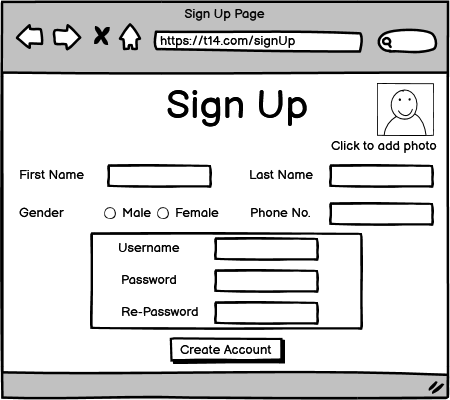 Sign Up Page
https://t14.com/signUp
Sign Up
Click to add photo
First Name Last Name
Gender Male Female Phone No.
Username
Password
Re-Password
Create Account